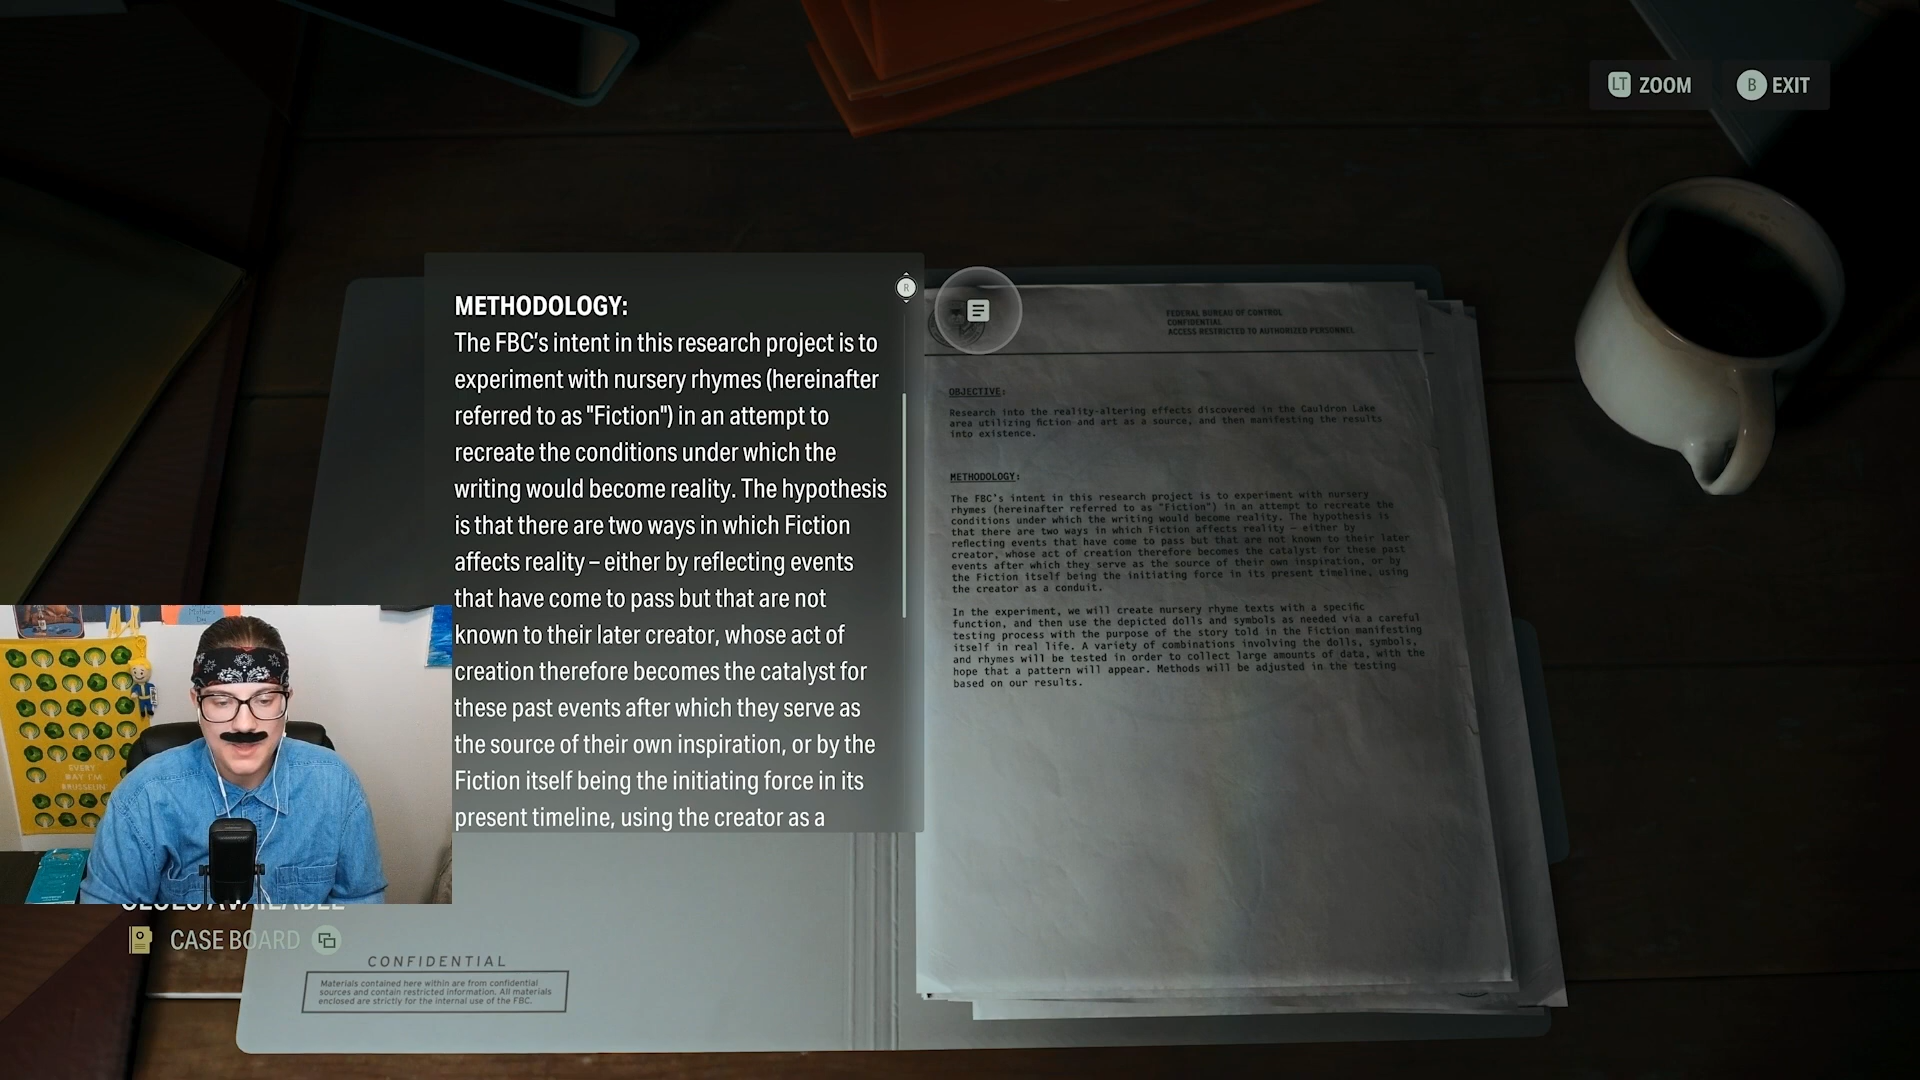 LT ZOOM
B EXIT
METHODOLOGY:
The FBC's intent in this research project is to
experiment with nursery rhymes (hereinafter
referred to as "Fiction") in an attempt to
recreate the conditions under which the
writing would become reality. The hypothesis
is that there are two ways in which Fiction
affects reality – either by reflecting events
that have come to pass but that are not
known to their later creator, whose act of
creation therefore becomes the catalyst for
these past events after which they serve as
the source of their own inspiration, or by the
Fiction itself being the initiating force in its
present timeline, using the creator as a
R
FEDERAL BUREAU OF CONTROL
CONFIDENTIAL
ACCESS RESTRICTED TO AUTHORIZED PERSONNEL
OBJECTIVE:
Research into the reality-altering effects discovered in the Cauldron Lake
area utilizing fiction and art as a source, and then manifesting the results
into existence.
METHODOLOGY:
The FBC's intent in this research project is to experiment with nursery
rhymes (hereinafter referred to as "Fiction") in an attempt to recreate the
conditions under which the writing would become reality. The hypothesis is
that there are two ways in which Fiction affects reality – either by
reflecting events that have come to pass but that are not known to their later
creator, whose act of creation therefore becomes the catalyst for these past
events after which they serve as the source of their own inspiration, or by
the Fiction itself being the initiating force in its present timeline, using
the creator as a conduit.
In the experiment, we will create nursery rhyme texts with a specific
function, and then use the depicted dolls and symbols as needed via a careful
testing process with the purpose of the story told in the Fiction manifesting
itself in real life. A variety of combinations involving the dolls, symbols,
and rhymes will be tested in order to collect large amounts of data, with the
hope that a pattern will appear. Methods will be adjusted in the testing
based on our results.
Mother's
Day
EVERY
DAY I'M
BRUSSELIN'
CASE BOARD
CONFIDENTIAL
Materials contained here within are from confidential
sources and contain restricted information. All materials
enclosed are strictly for the internal use of the FBC.